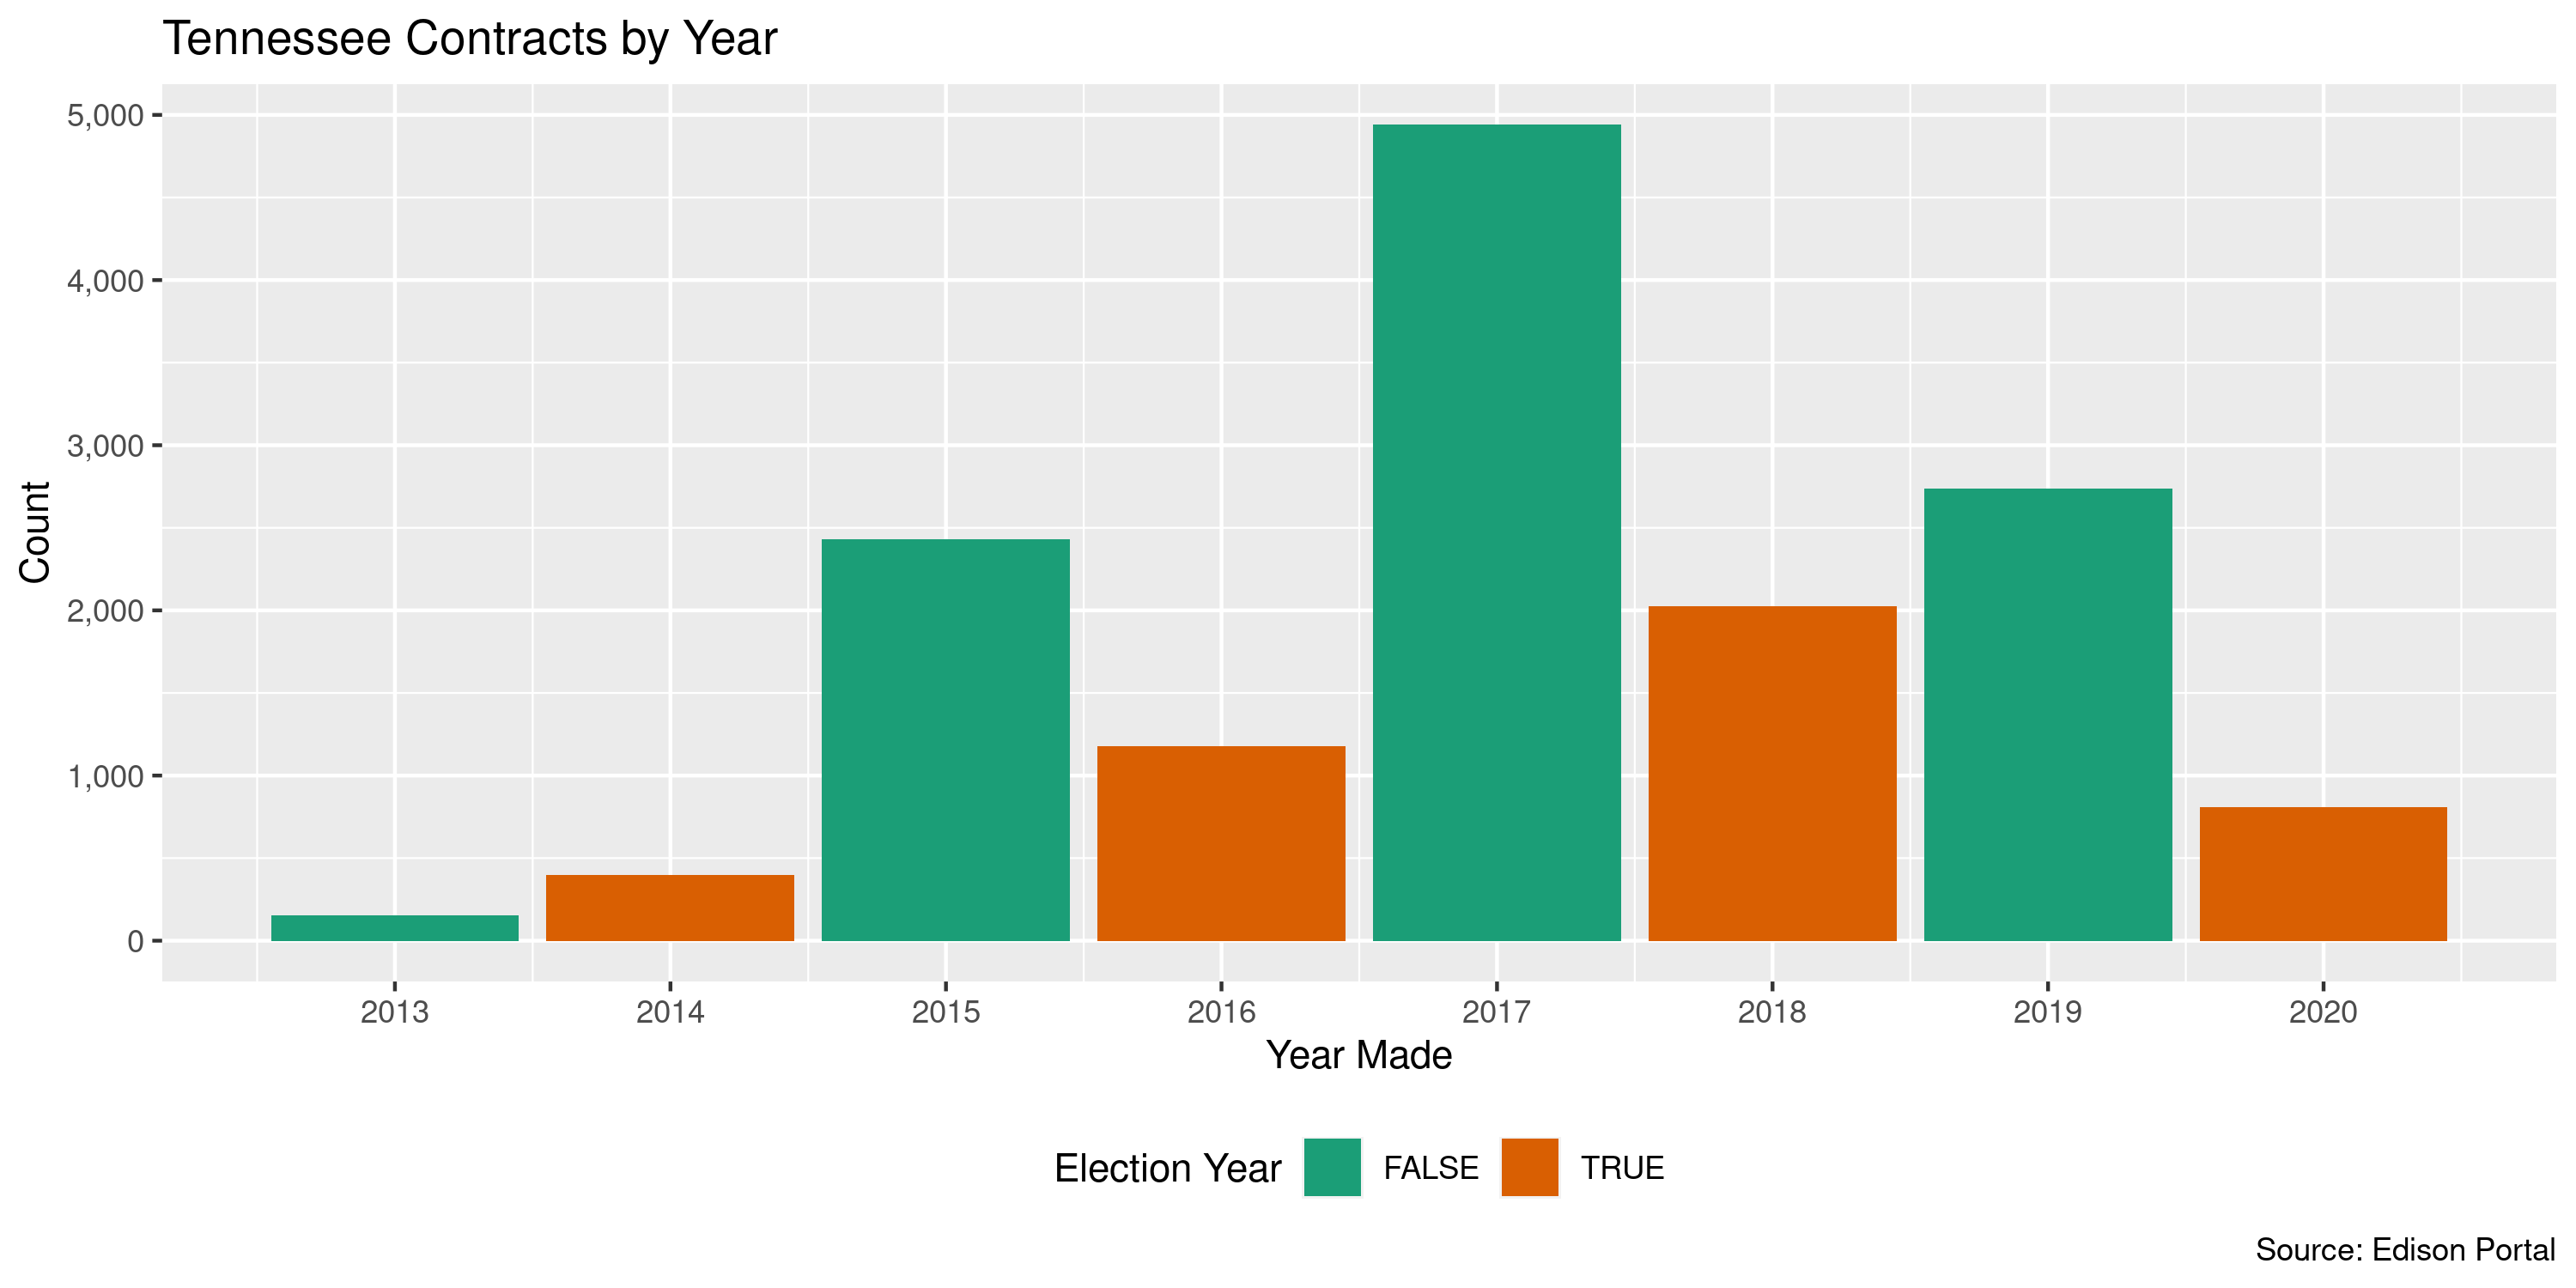 Tennessee Contracts by Year
5,000
4,000
3,000
2,000
1,000
0
Count
2013 2014 2015 2016 2017 2018 2019 2020
Year Made
Election Year FALSE TRUE
Source: Edison Portal